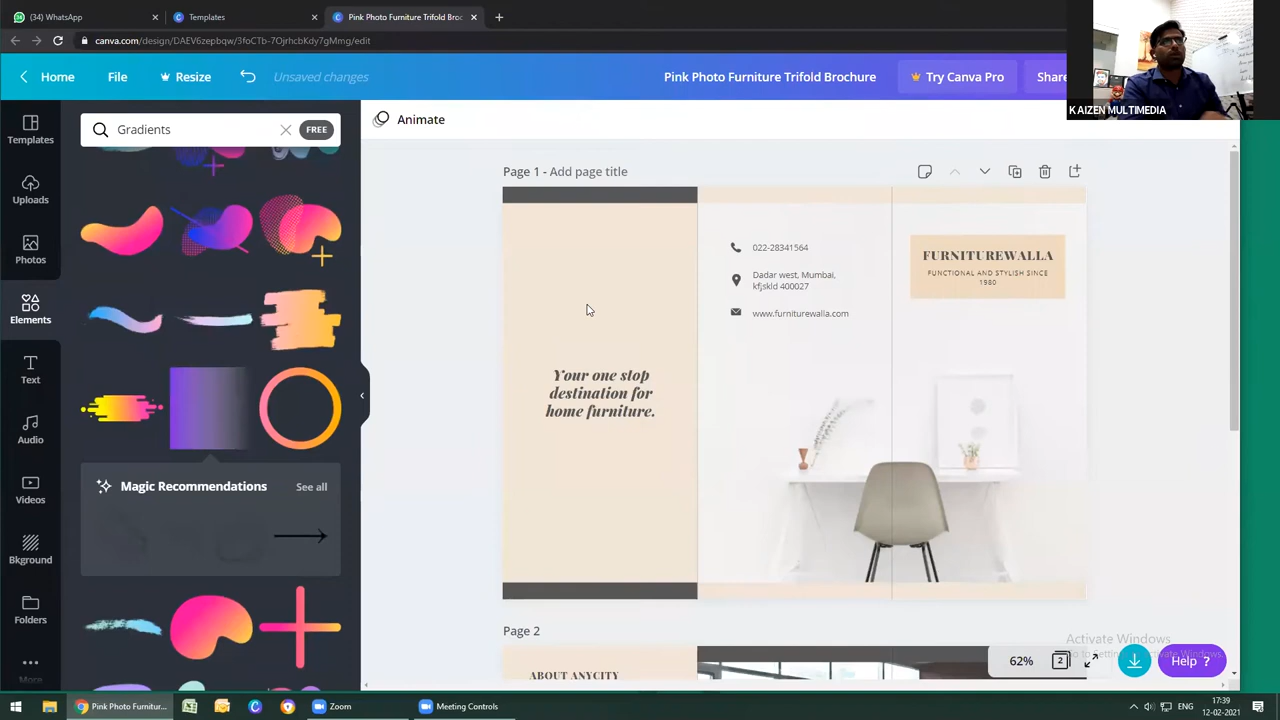 (34) WhatsApp
Templates
Pink Photo Furniture Trifold Broc
canva.com/design/DAEV6zepbqw/3foCTb-7OjrhcbKdy7gMmg/edit
Home
File
Resize
Unsaved changes
Pink Photo Furniture Trifold Brochure
Try Canva Pro
Share
KAIZEN MULTIMEDIA
Templates
Uploads
Photos
Elements
Text
Audio
Videos
Bkground
Folders
More
Gradients
FREE
Magic Recommendations
See all
Animate
Page 1 - Add page title
Your one stop
destination for
home furniture.
022-28341564
Dadar west, Mumbai,
kfjskld 400027
www.furniturewalla.com
FURNITUREWALLA
FUNCTIONAL AND STYLISH SINCE
1980
Page 2
ABOUT ANYCITY
Activate Windows
62%
2
Help ?
Pink Photo Furnitur...
Zoom
Meeting Controls
ENG
17:39
12-02-2021